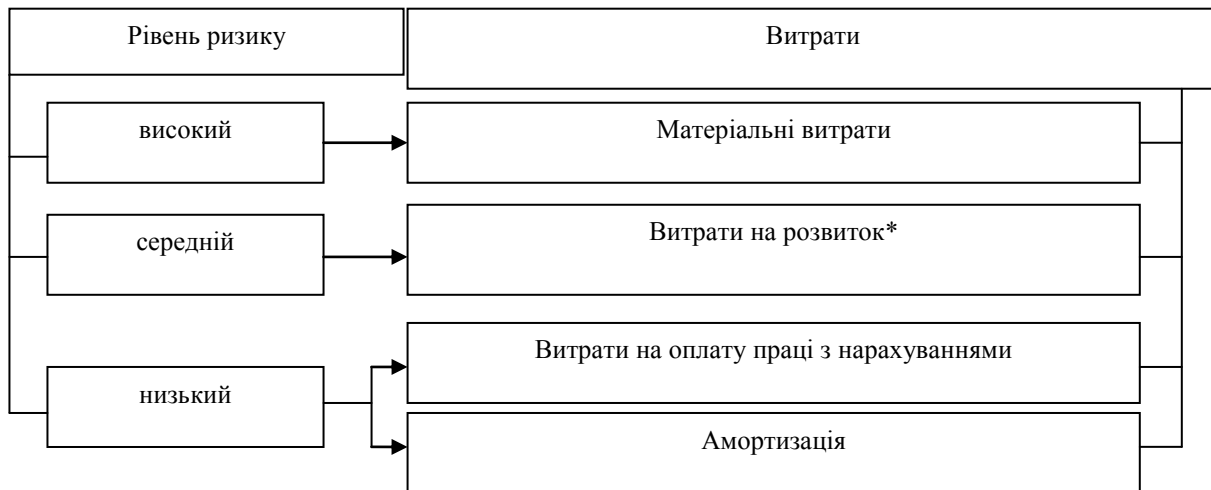 Рівень ризику
Витрати
високий
Матеріальні витрати
середній
Витрати на розвиток*
низький
Витрати на оплату праці з нарахуваннями
Амортизація